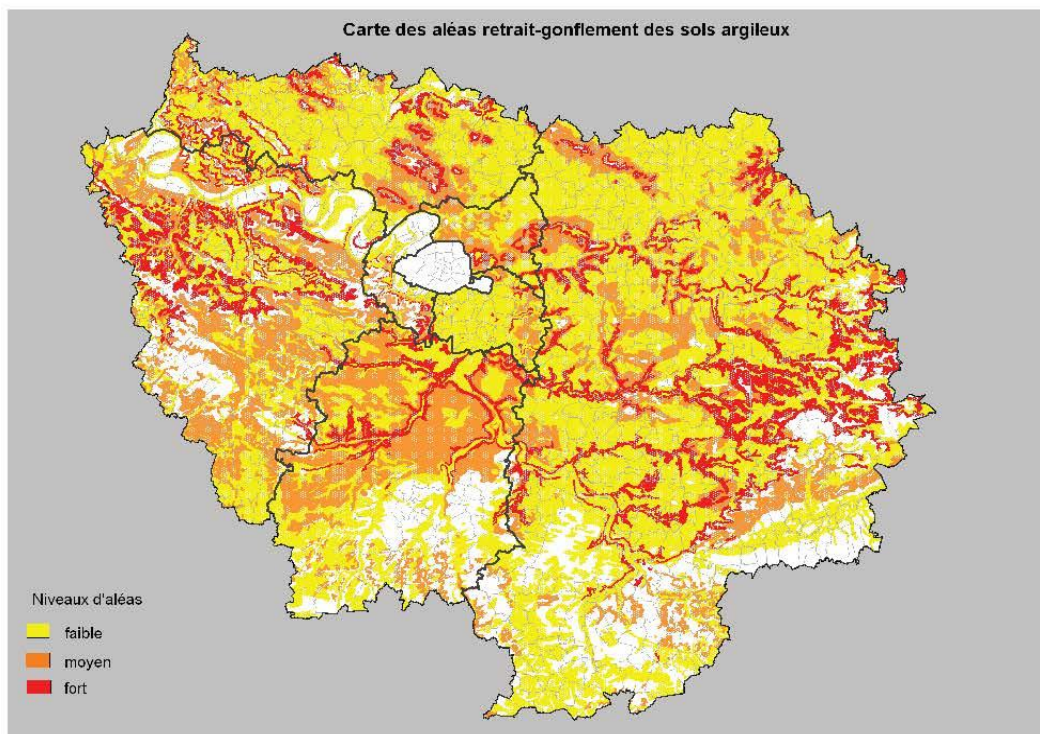 Carte des aléas retrait-gonflement des sols argileux
Niveaux d'aléas
faible
moyen
fort